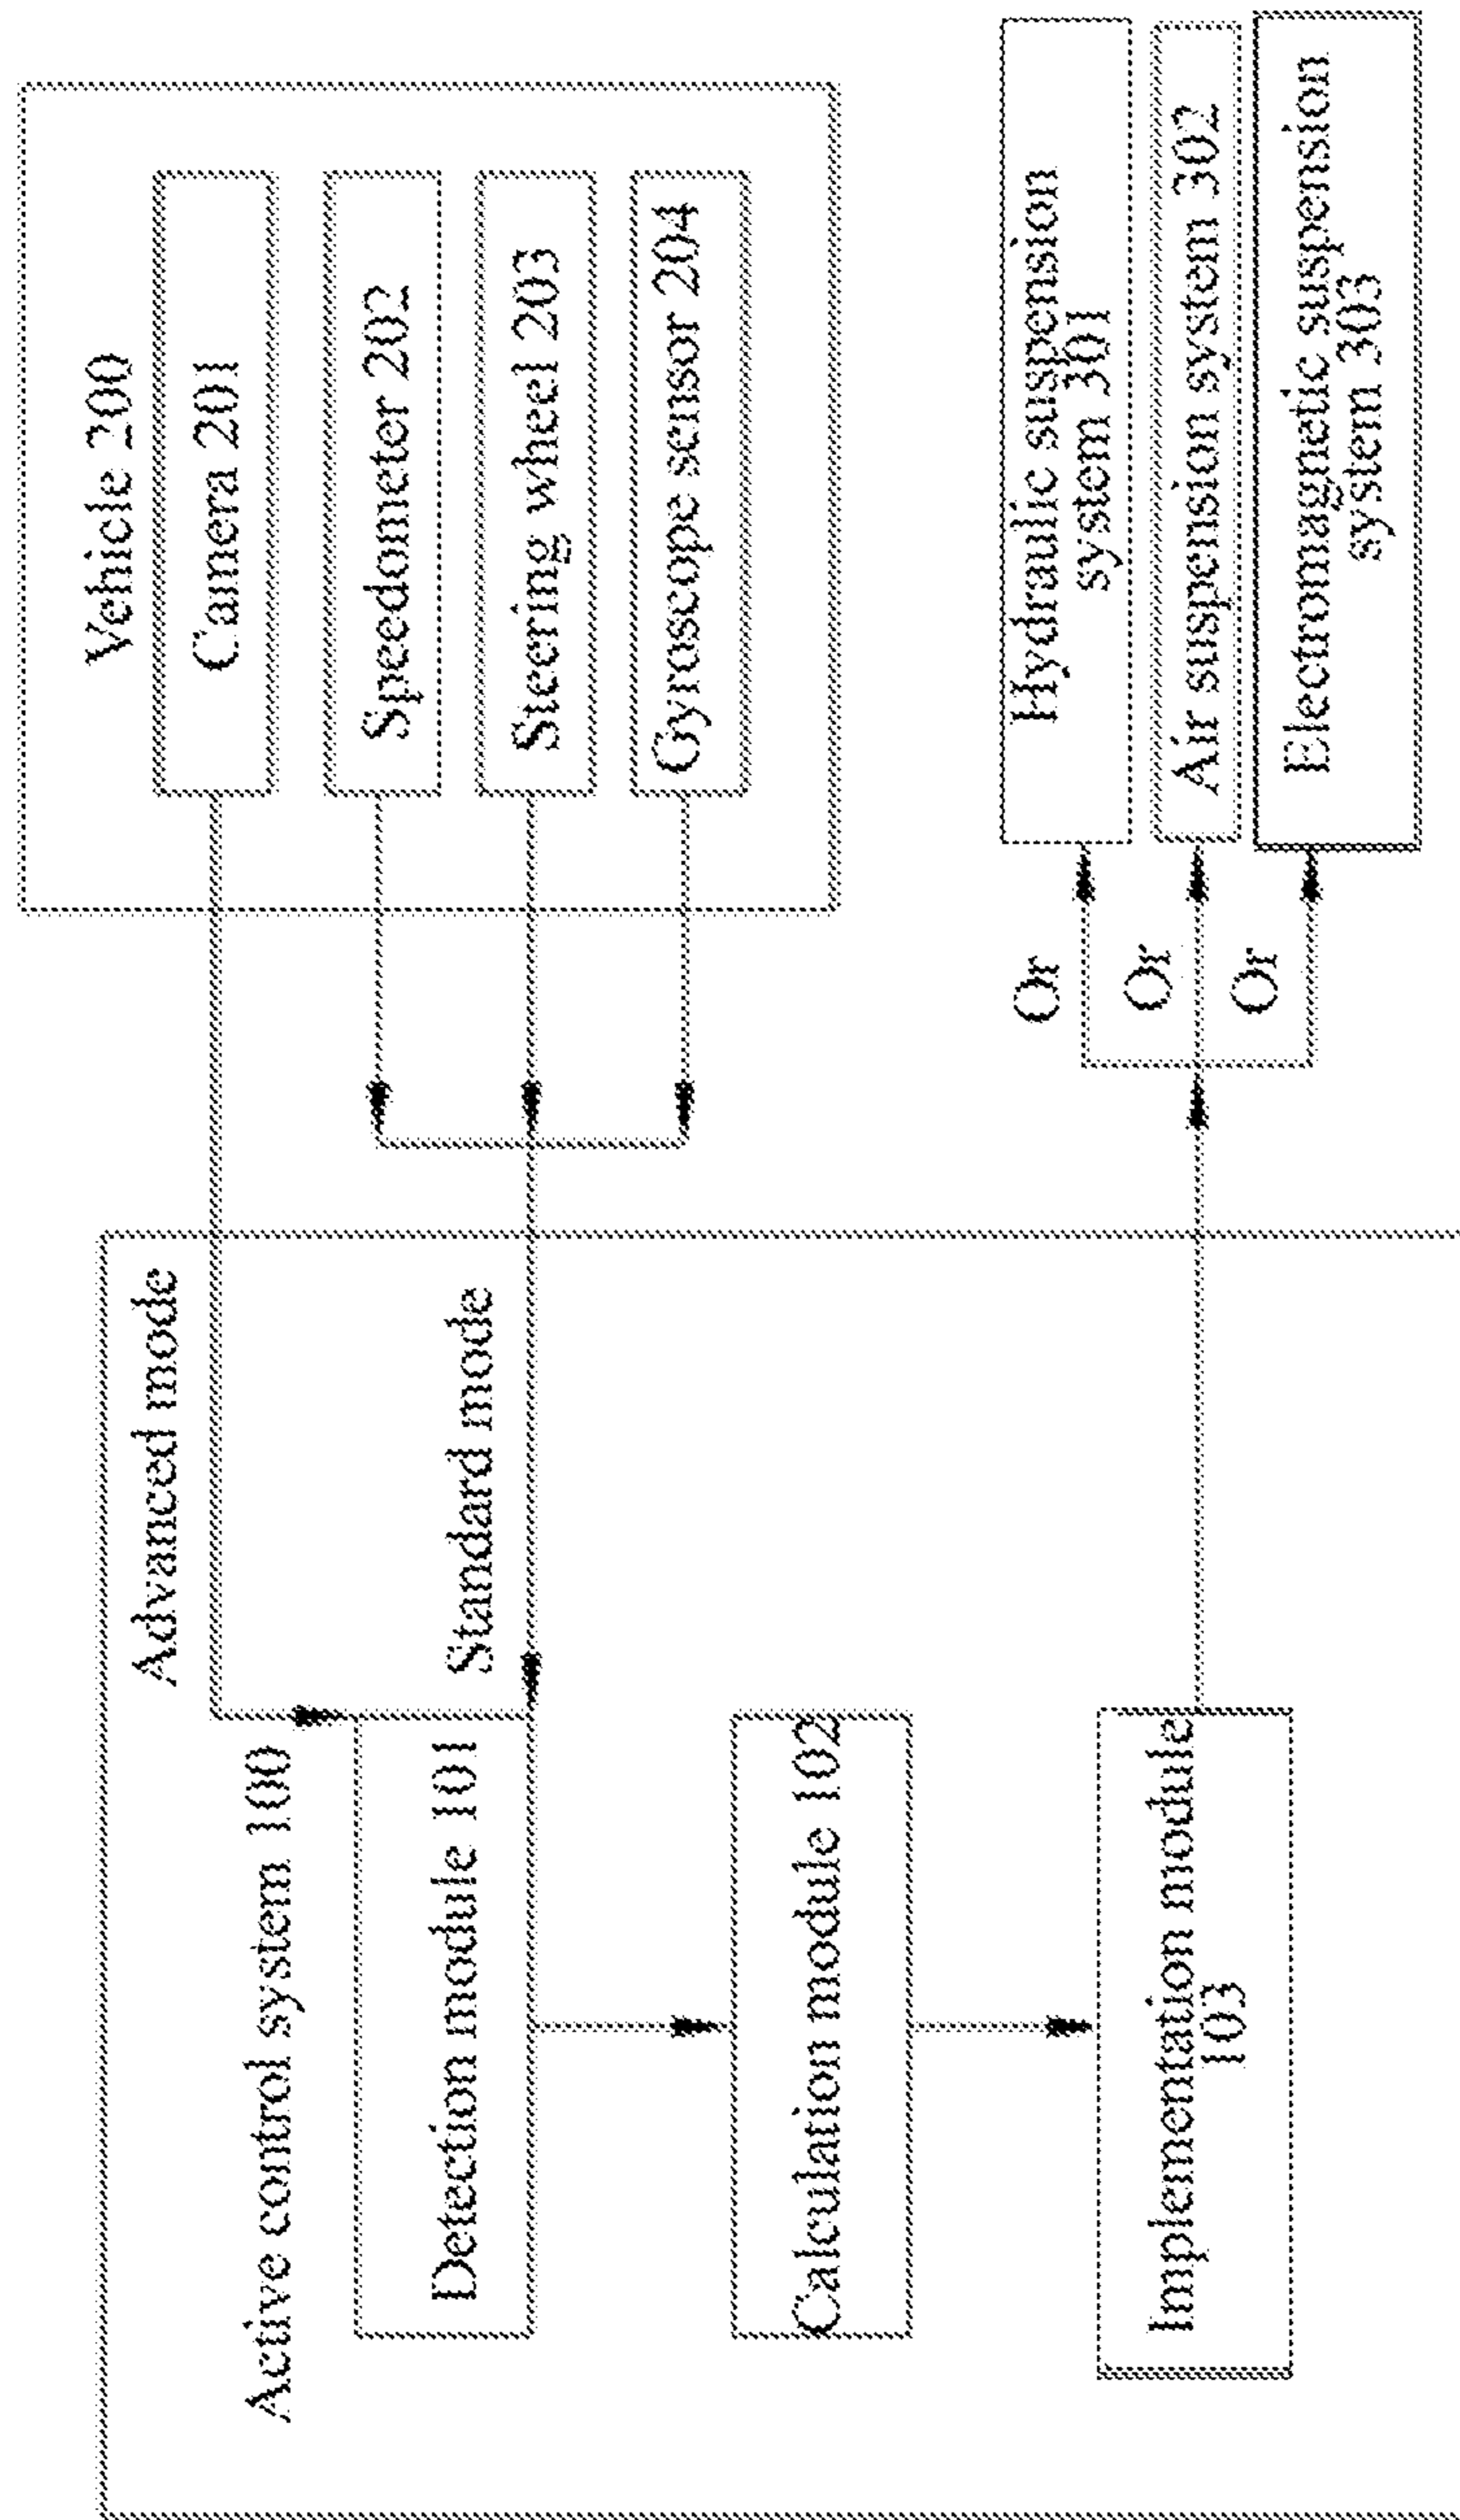 Active control system 100
Advanced mode
Detection module 101
Standard mode
Calculation module 102
Implementation module
103
Vehicle 200
Camera 201
Speedometer 202
Steering wheel 203
Gyroscope sensor 204
Or
Or
Or
Hydraulic suspension
system 301
Air suspension system 302
Electromagnetic suspension
system 303